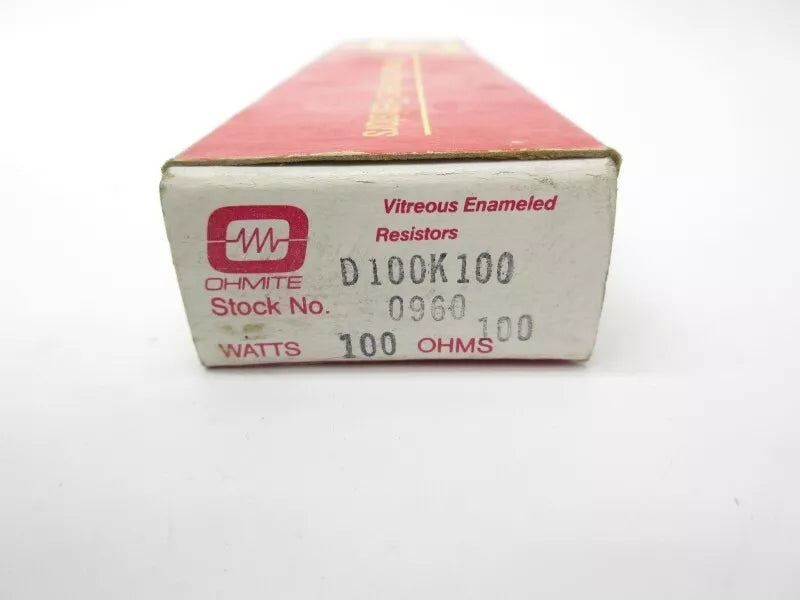 Vitreous Enameled
Resistors
OHMITE
D100K100
Stock No. 0960
WATTS 100 OHMS 100